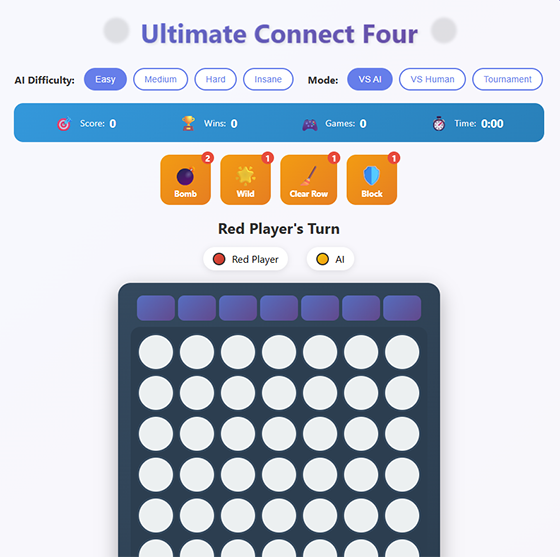 Ultimate Connect Four
AI Difficulty: Easy Medium Hard Insane Mode: VS AI VS Human Tournament
Score: 0 Wins: 0 Games: 0 Time: 0:00
2 1 1 1
Bomb Wild Clear Row Block
Red Player's Turn
Red Player AI